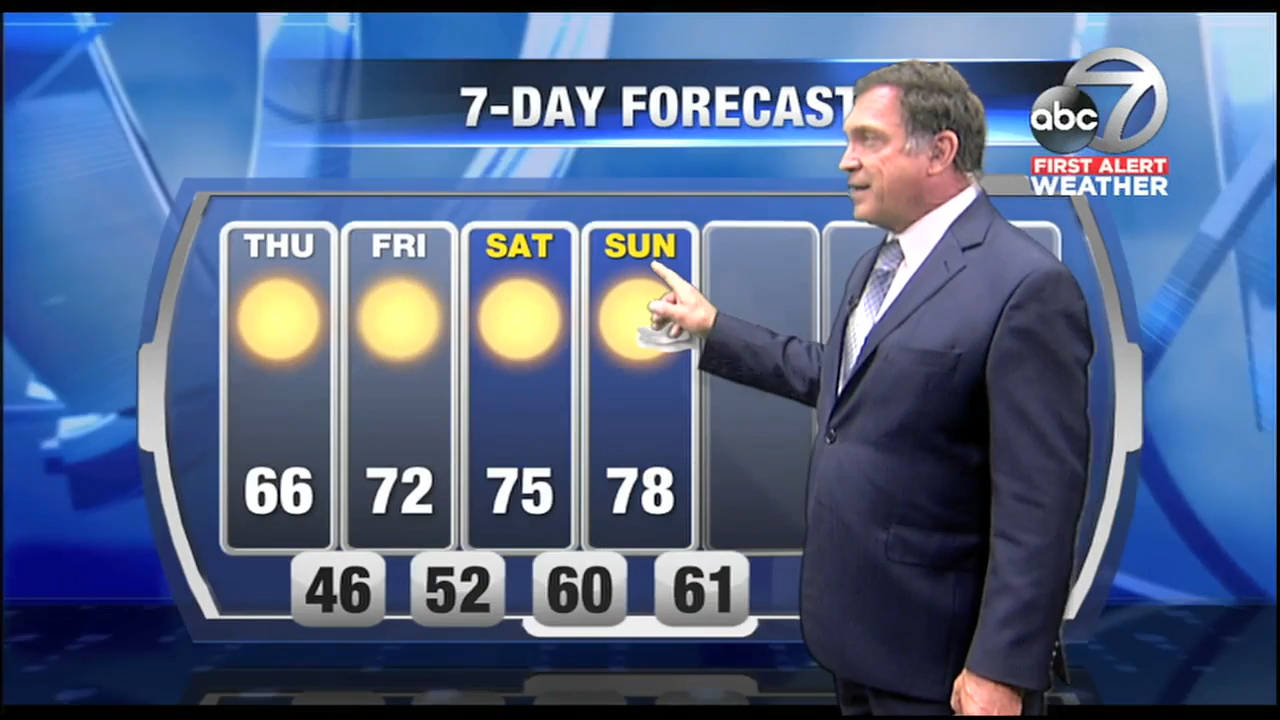 7-DAY FORECAST
abc 7
FIRST ALERT
WEATHER
THU FRI SAT SUN
66 72 75 78
46 52 60 61